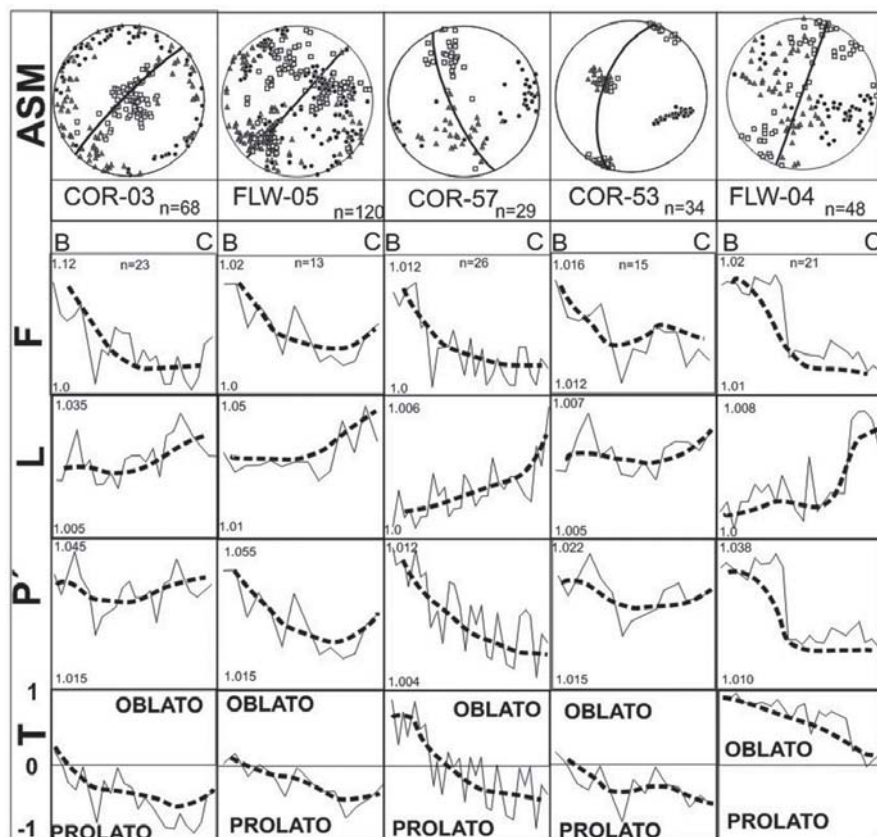 ASM
COR-03 n=68 FLW-05 n=120 COR-57 n=29 COR-53 n=34 FLW-04 n=48
B C B C B C B C B C
F
1.12 n=23 1.02 n=13 1.012 n=26 1.016 n=15 1.02 n=21
1.0 1.0 1.0 1.012 1.01
L
1.035 1.05 1.006 1.007 1.008
1.005 1.01 1.0 1.005 1.0
P´
1.045 1.055 1.012 1.022 1.038
1.015 1.015 1.004 1.015 1.010
T
1
OBLATO OBLATO OBLATO OBLATO OBLATO
0
-1
PROLATO PROLATO PROLATO PROLATO PROLATO